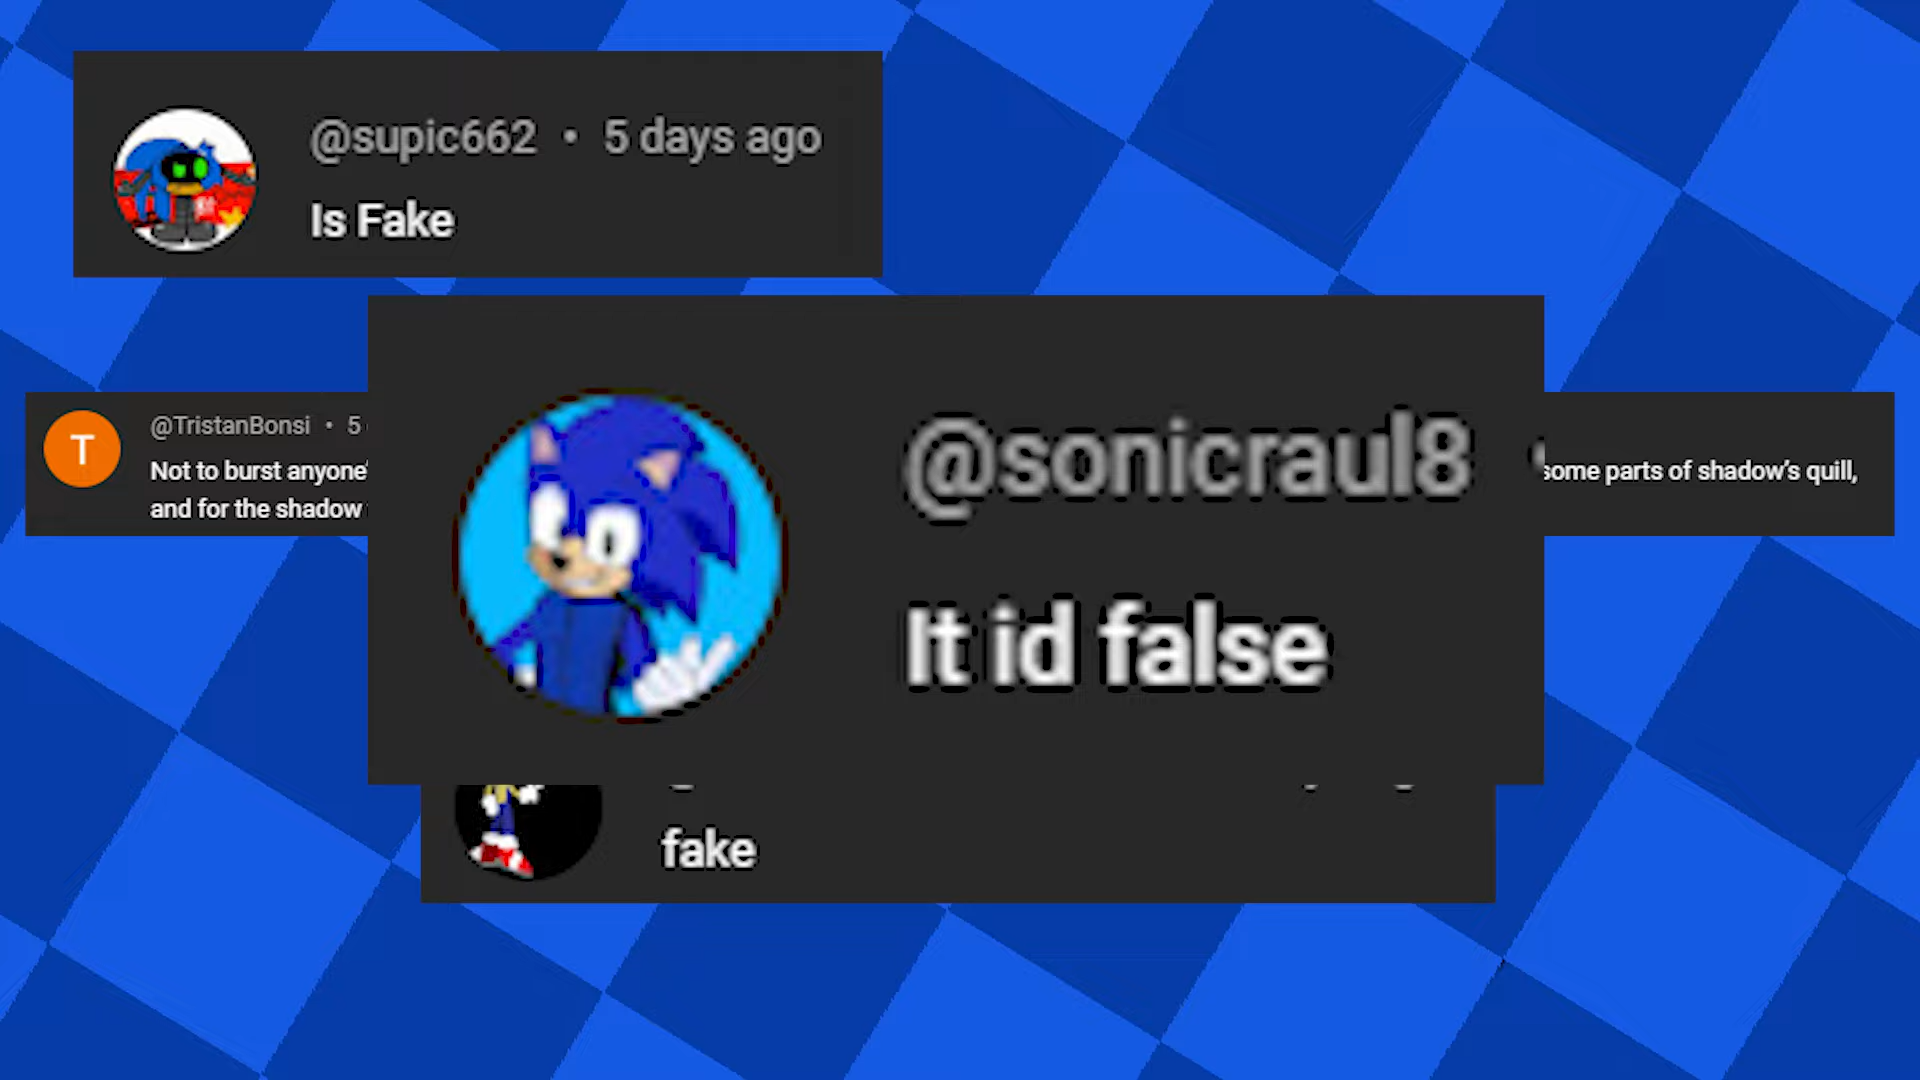 @supic662 • 5 days ago
Is Fake
@TristanBonsi • 5
Not to burst anyone'
and for the shadow
some parts of shadow's quill,
@sonicraul8
It id false
fake